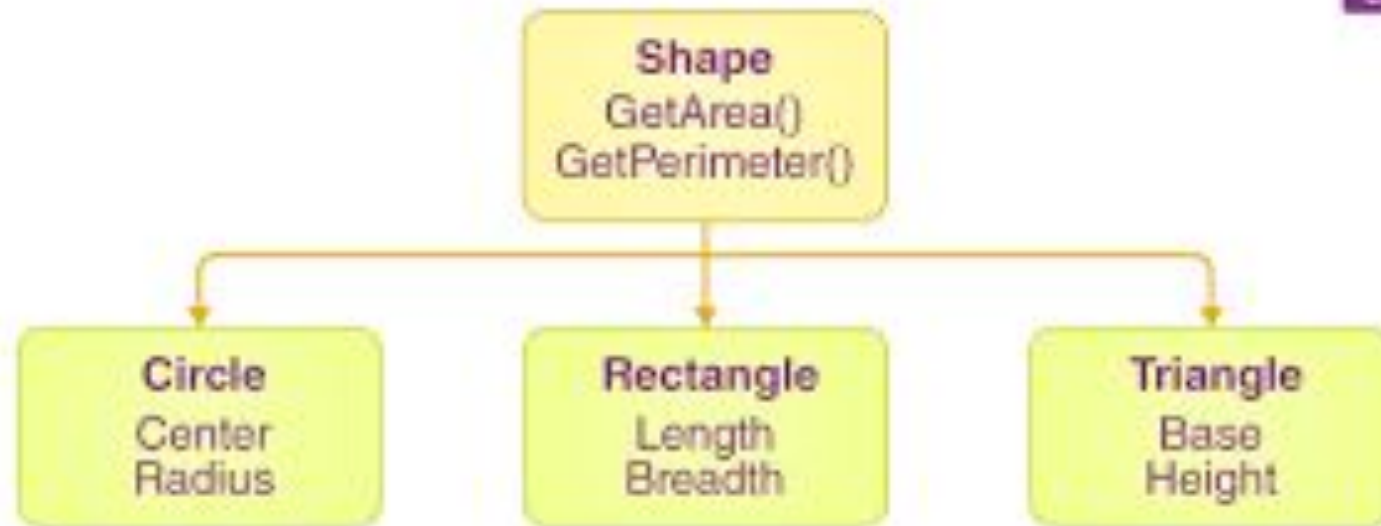 Shape
GetArea()
GetPerimeter()
Circle
Center
Radius
Rectangle
Length
Breadth
Triangle
Base
Height